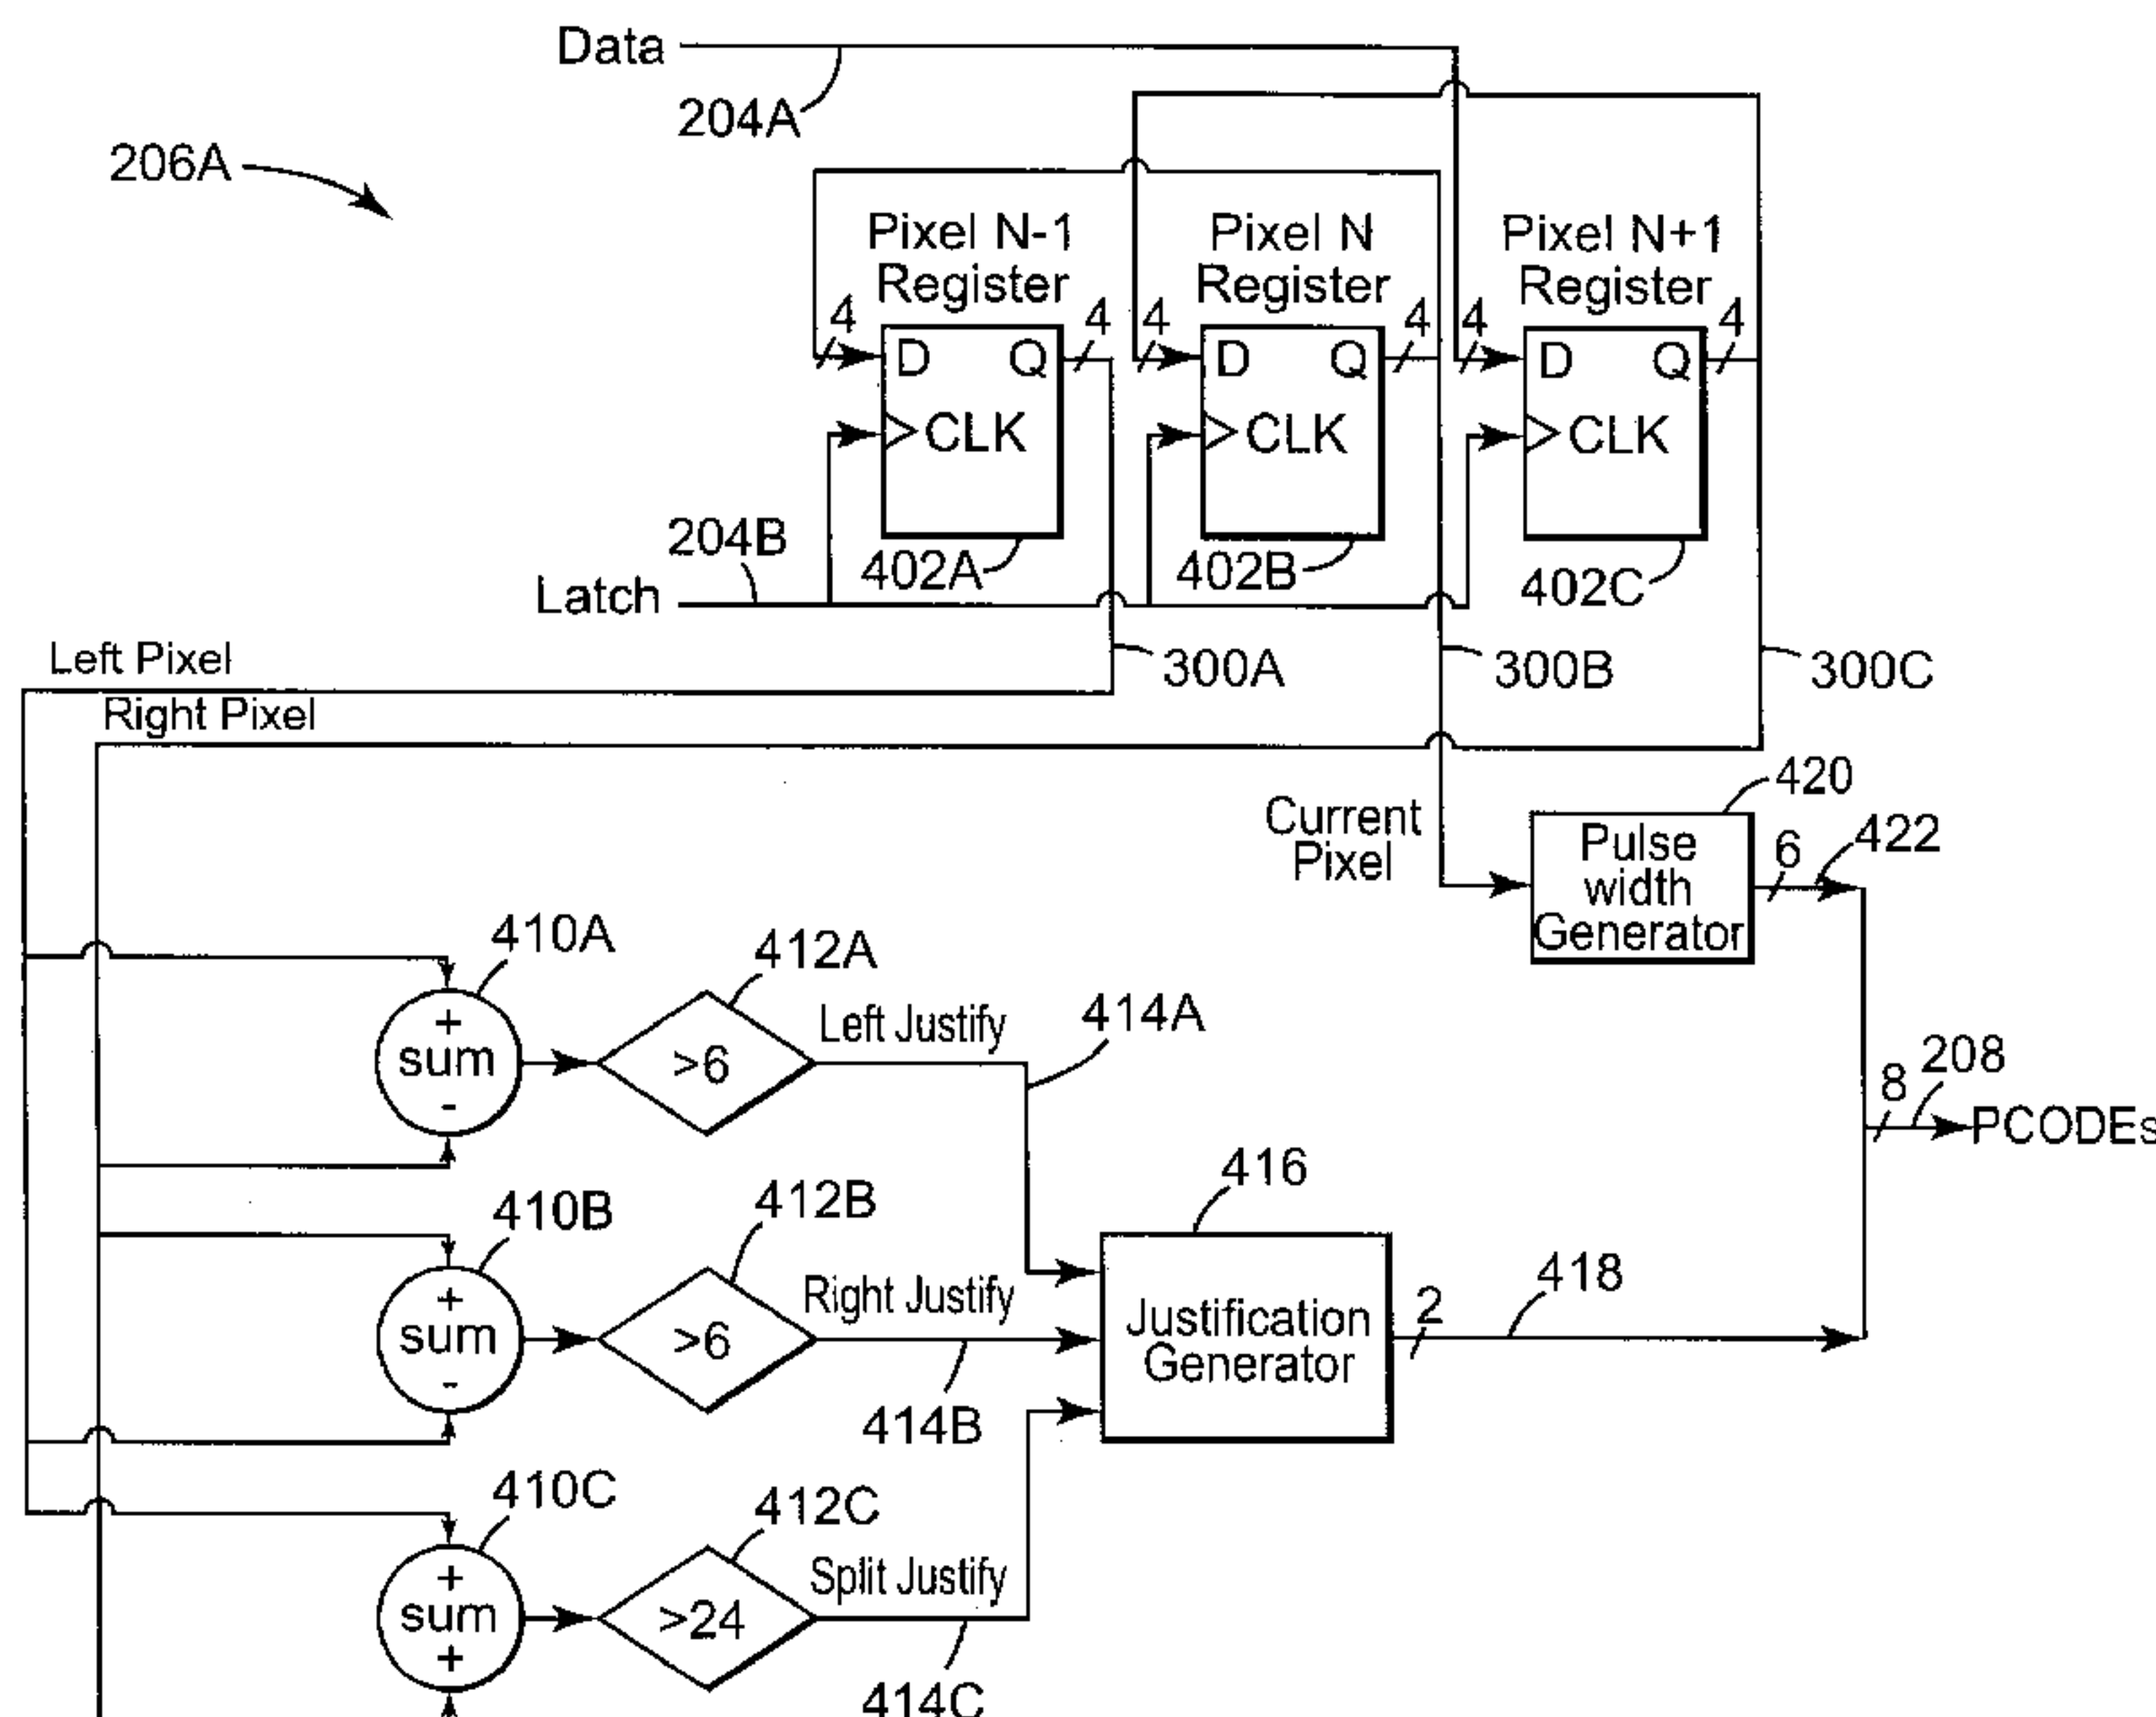 Data
204A
206A
Pixel N-1
Register
Pixel N
Register
Pixel N+1
Register
4
4
4
4
4
4
D
Q
D
Q
D
Q
CLK
CLK
CLK
204B
402A
402B
402C
Latch
Left Pixel
300A
300B
300C
Right Pixel
420
Current
Pixel
Pulse
width
Generator
6
422
410A
412A
+
sum
-
>6
Left Justify
414A
8
208
PCODEs
410B
412B
+
sum
-
>6
Right Justify
414B
416
Justification
Generator
2
418
410C
412C
+
sum
+
>24
Split Justify
414C